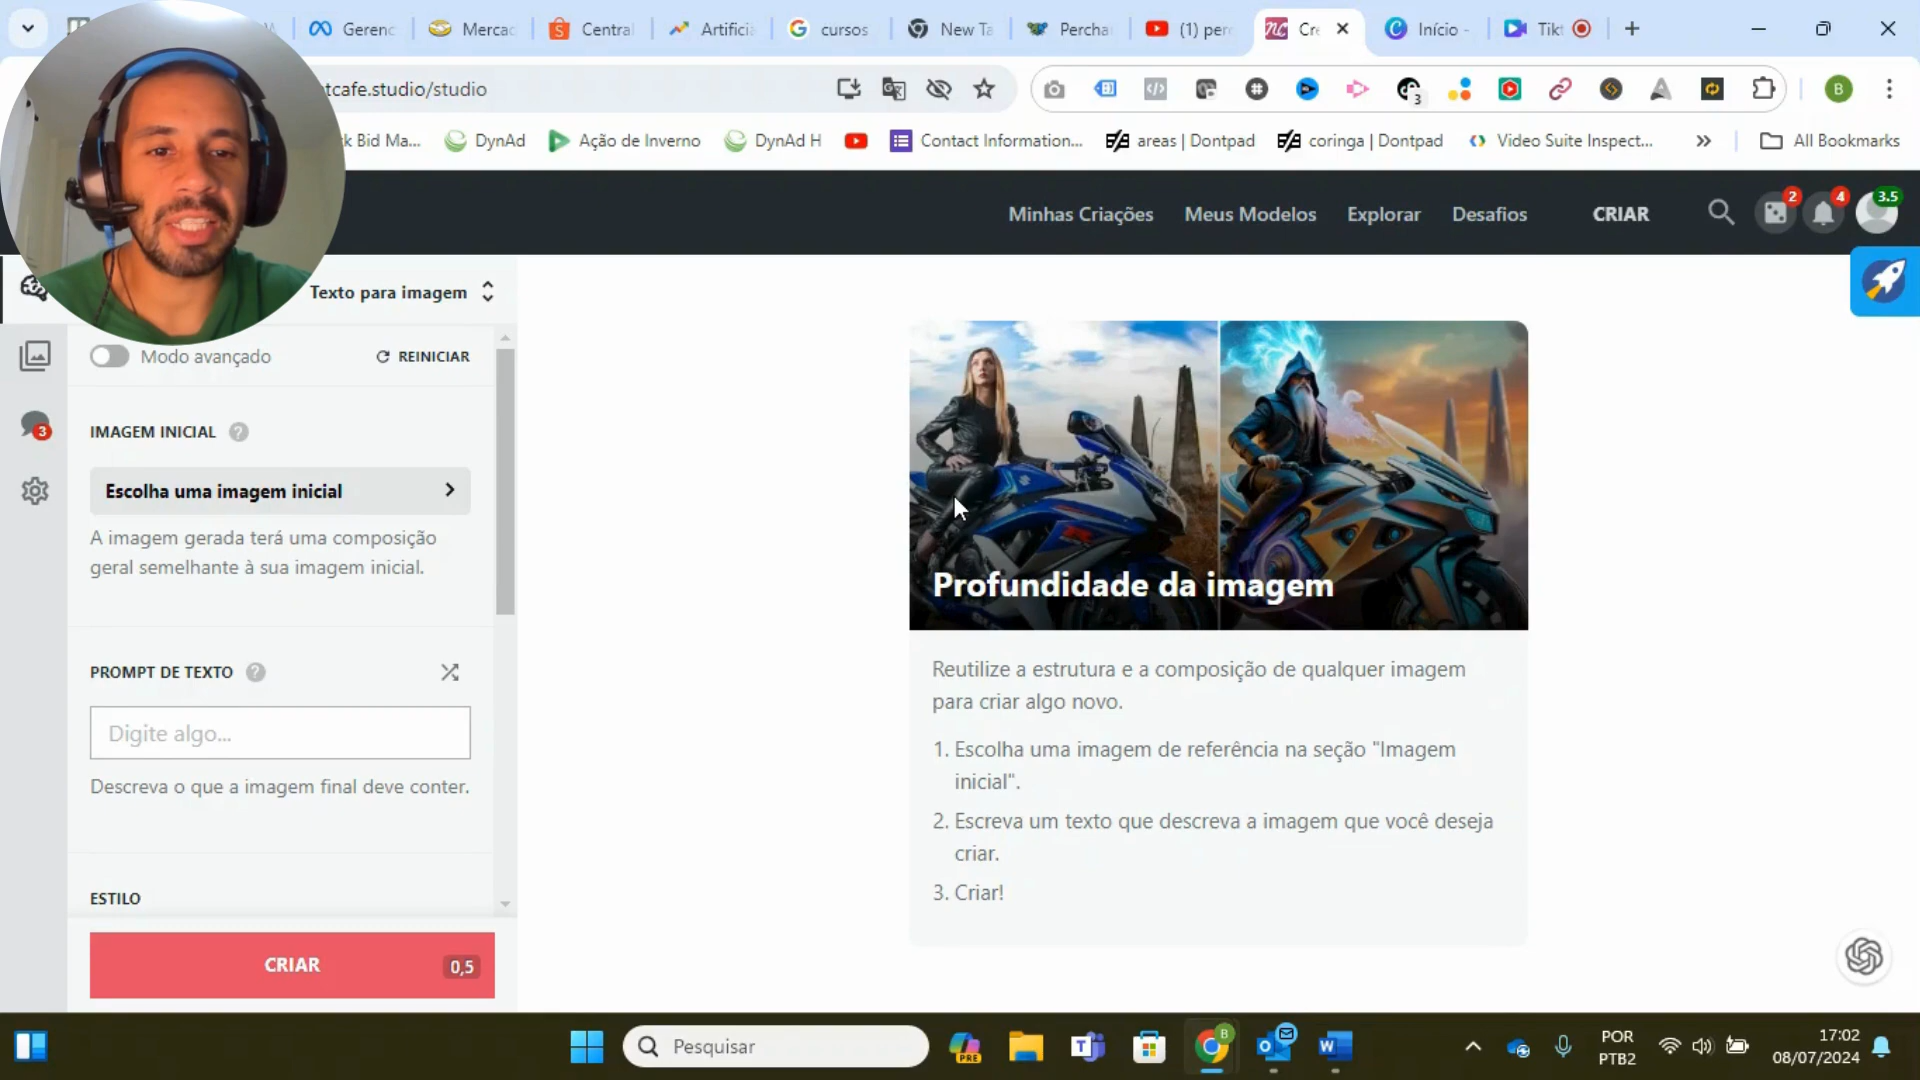 Gerenc
Mercac
Central
Artificia
cursos
New Ta
Percha
(1) per
Cre
Início -
Tikt
tcafe.studio/studio
3
B
k Bid Ma...
DynAd
Ação de Inverno
DynAd H
Contact Information...
areas | Dontpad
coringa | Dontpad
Video Suite Inspect...
All Bookmarks
Minhas Criações
Meus Modelos
Explorar
Desafios
CRIAR
2
4
3.5
Texto para imagem
Modo avançado
REINICIAR
3
IMAGEM INICIAL
Escolha uma imagem inicial
A imagem gerada terá uma composição
geral semelhante à sua imagem inicial.
PROMPT DE TEXTO
Digite algo...
Descreva o que a imagem final deve conter.
ESTILO
CRIAR
0,5
Profundidade da imagem
Reutilize a estrutura e a composição de qualquer imagem
para criar algo novo.
1. Escolha uma imagem de referência na seção "Imagem
inicial".
2. Escreva um texto que descreva a imagem que você deseja
criar.
3. Criar!
Pesquisar
PRE
B
POR
PTB2
17:02
08/07/2024